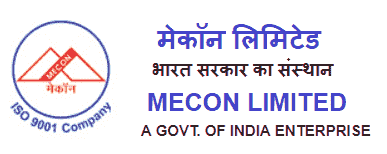 MECON
मेकॉन
ISO 9001 Company
मेकॉन लिमिटेड
भारत सरकार का संस्थान
MECON LIMITED
A GOVT. OF INDIA ENTERPRISE